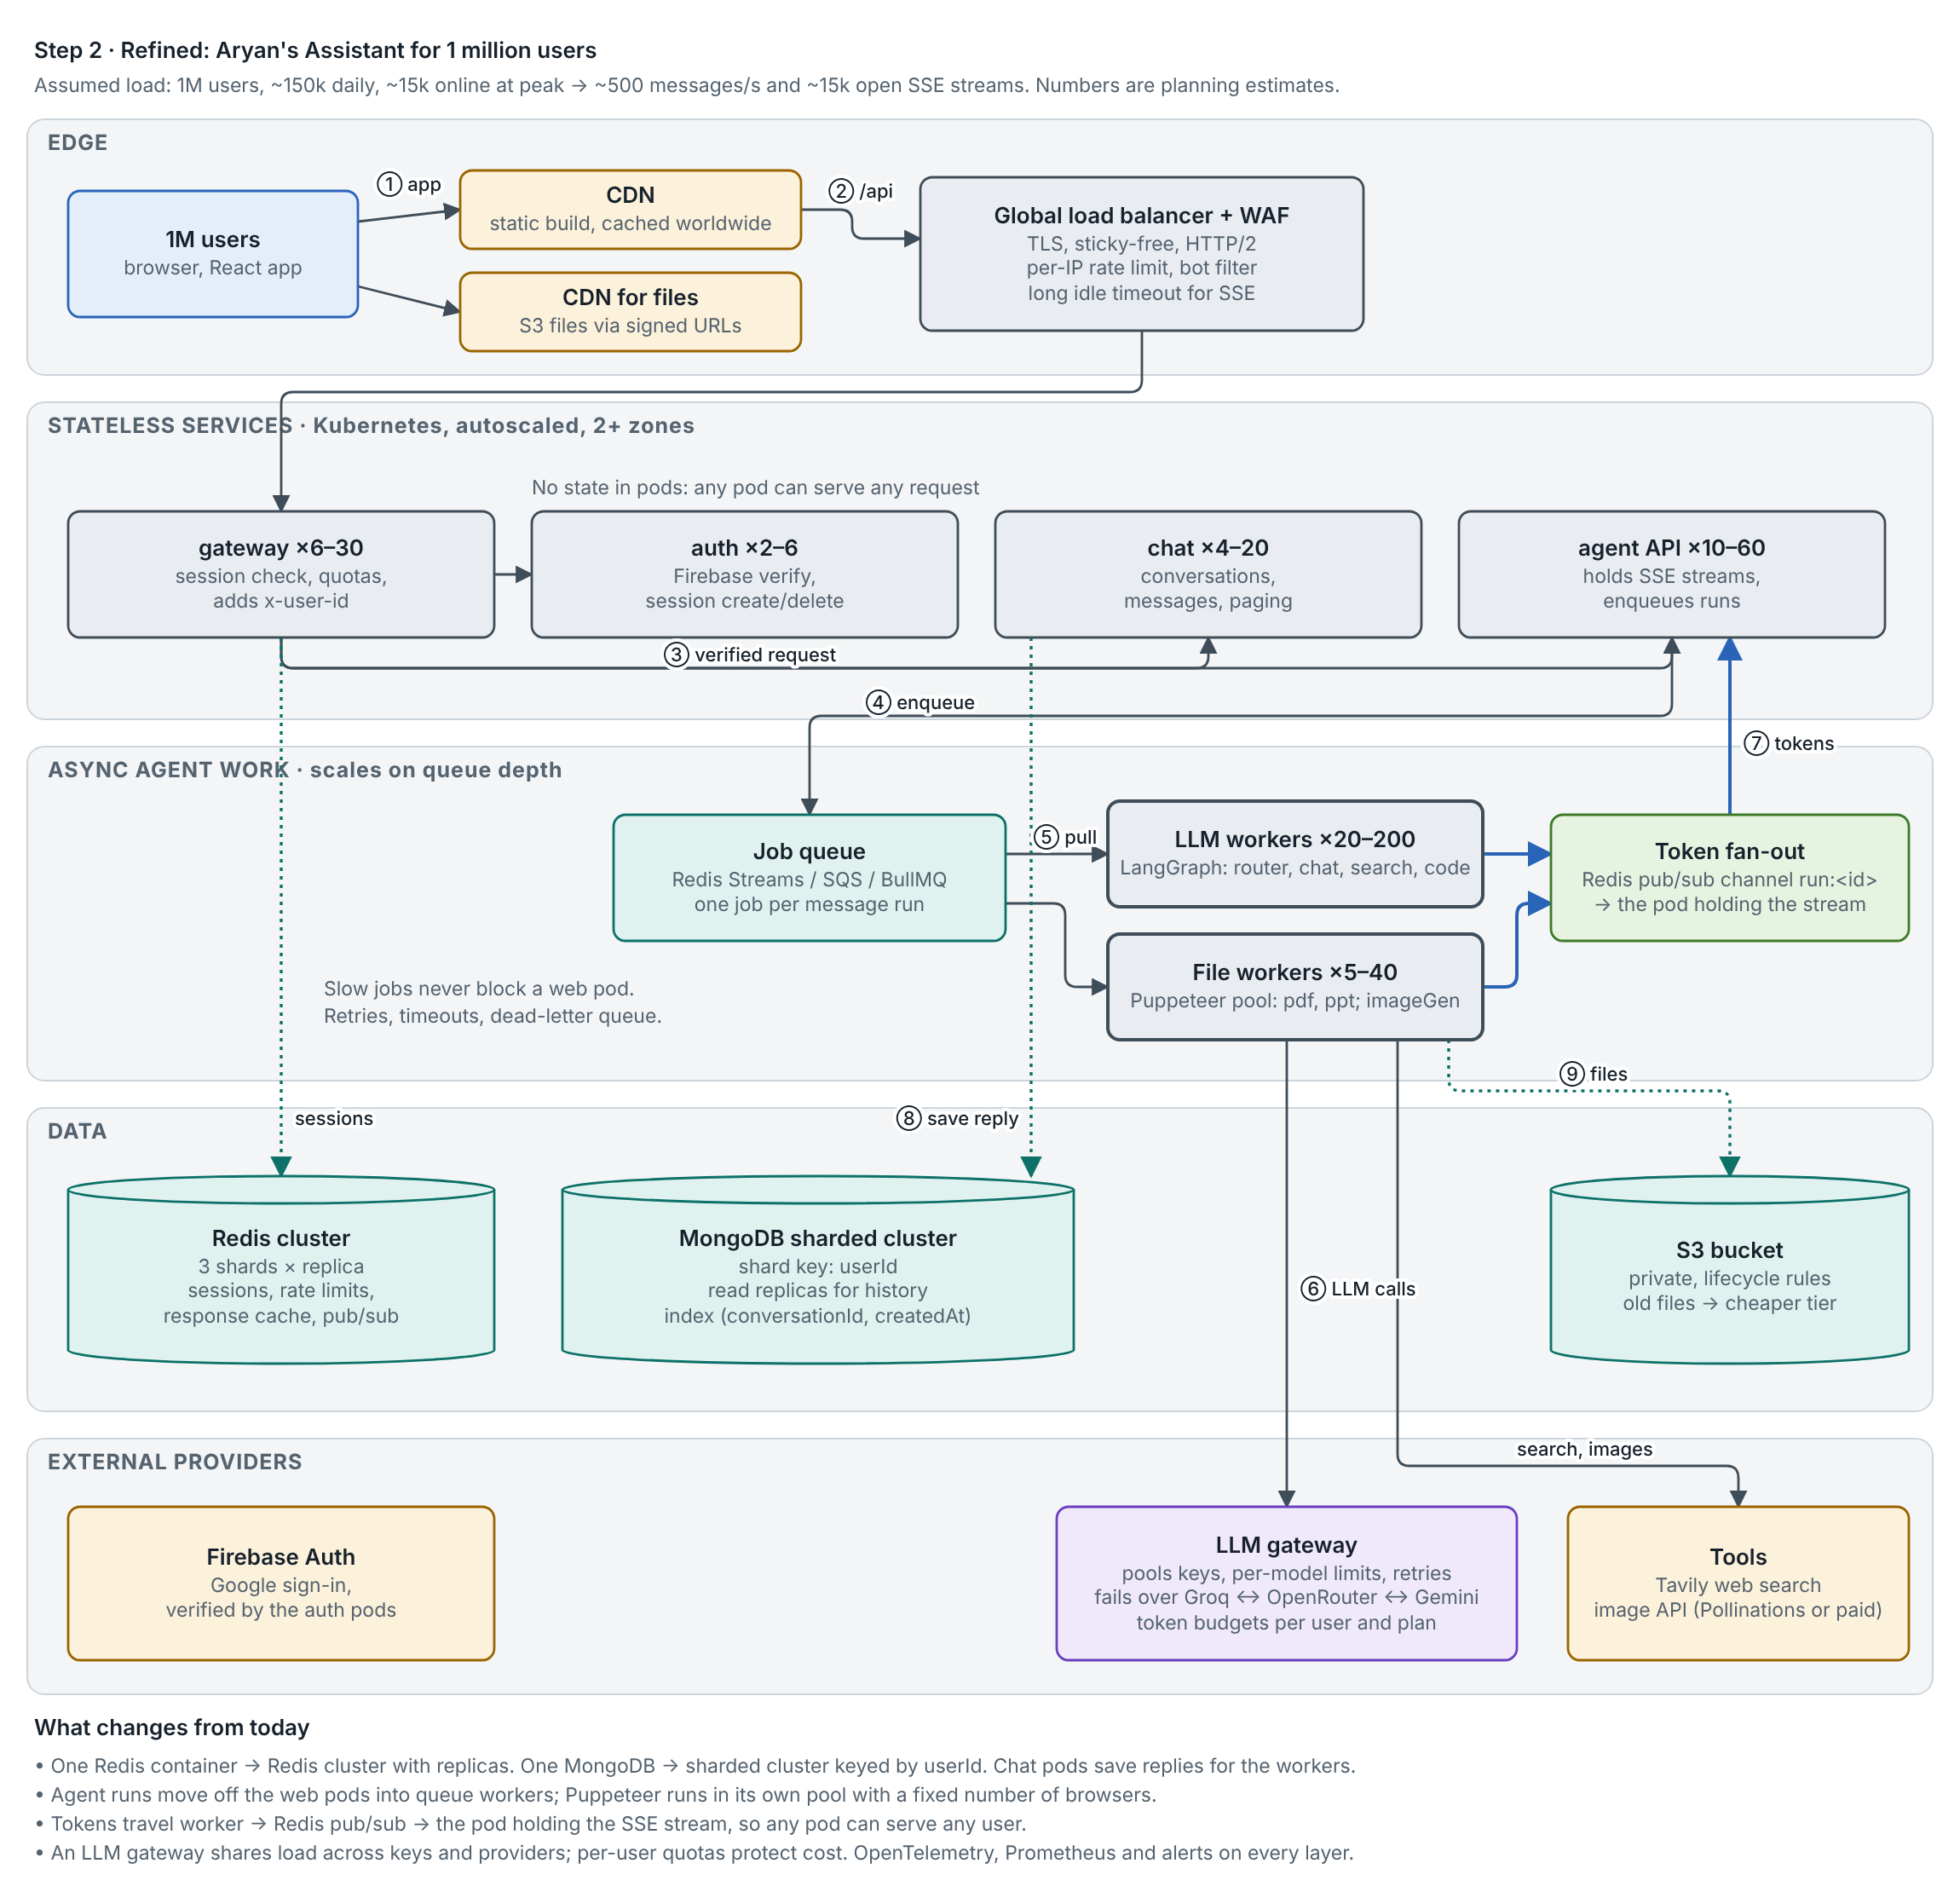 Step 2 · Refined: Aryan's Assistant for 1 million users
Assumed load: 1M users, ~150k daily, ~15k online at peak → ~500 messages/s and ~15k open SSE streams. Numbers are planning estimates.
EDGE
1M users
browser, React app
① app
CDN
static build, cached worldwide
CDN for files
S3 files via signed URLs
② /api
Global load balancer + WAF
TLS, sticky-free, HTTP/2
per-IP rate limit, bot filter
long idle timeout for SSE
STATELESS SERVICES · Kubernetes, autoscaled, 2+ zones
No state in pods: any pod can serve any request
gateway ×6–30
session check, quotas,
adds x-user-id
auth ×2–6
Firebase verify,
session create/delete
chat ×4–20
conversations,
messages, paging
agent API ×10–60
holds SSE streams,
enqueues runs
③ verified request
④ enqueue
⑦ tokens
ASYNC AGENT WORK · scales on queue depth
Job queue
Redis Streams / SQS / BullMQ
one job per message run
⑤ pull
LLM workers ×20–200
LangGraph: router, chat, search, code
File workers ×5–40
Puppeteer pool: pdf, ppt; imageGen
Token fan-out
Redis pub/sub channel run:<id>
→ the pod holding the stream
Slow jobs never block a web pod.
Retries, timeouts, dead-letter queue.
⑨ files
DATA
sessions
⑧ save reply
Redis cluster
3 shards × replica
sessions, rate limits,
response cache, pub/sub
MongoDB sharded cluster
shard key: userId
read replicas for history
index (conversationId, createdAt)
⑥ LLM calls
S3 bucket
private, lifecycle rules
old files → cheaper tier
EXTERNAL PROVIDERS
search, images
Firebase Auth
Google sign-in,
verified by the auth pods
LLM gateway
pools keys, per-model limits, retries
fails over Groq ↔ OpenRouter ↔ Gemini
token budgets per user and plan
Tools
Tavily web search
image API (Pollinations or paid)
What changes from today
• One Redis container → Redis cluster with replicas. One MongoDB → sharded cluster keyed by userId. Chat pods save replies for the workers.
• Agent runs move off the web pods into queue workers; Puppeteer runs in its own pool with a fixed number of browsers.
• Tokens travel worker → Redis pub/sub → the pod holding the SSE stream, so any pod can serve any user.
• An LLM gateway shares load across keys and providers; per-user quotas protect cost. OpenTelemetry, Prometheus and alerts on every layer.